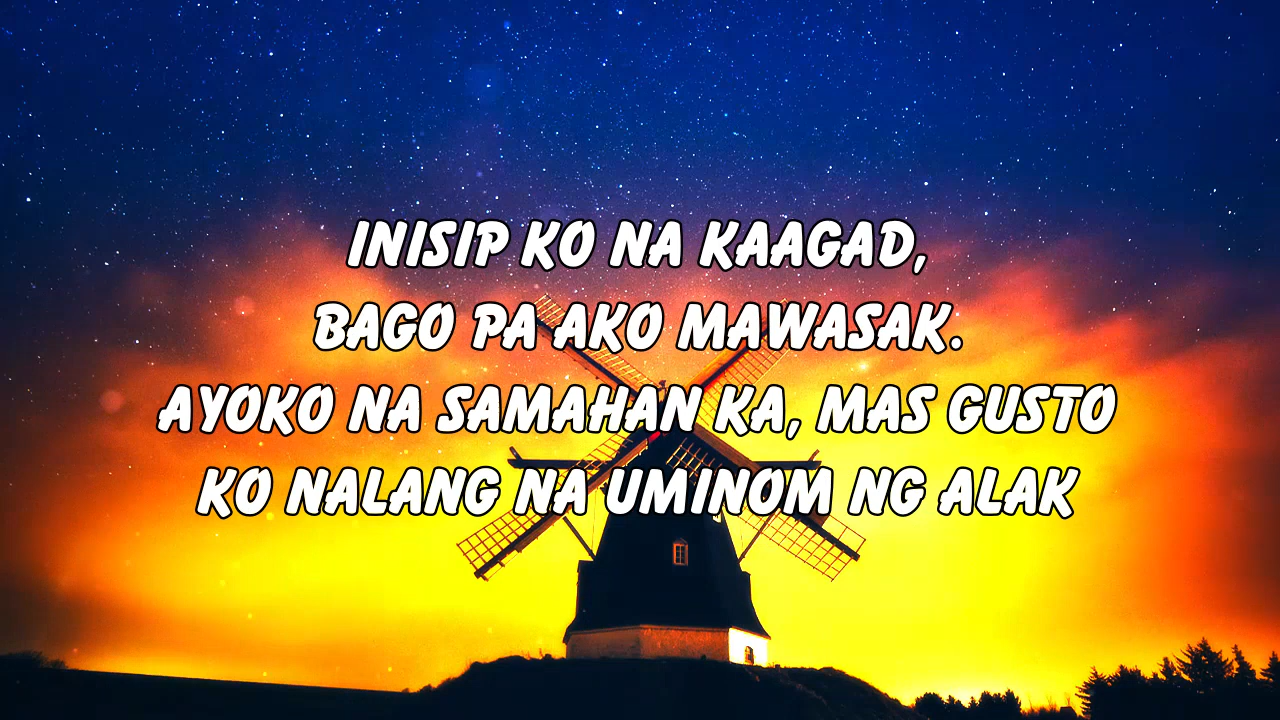 INISIP KO NA KAAGAD,
BAGO PA AKO MAWASAK.
AYOKO NA SAMAHAN KA, MAS GUSTO
KO NALANG NA UMINOM NG ALAK